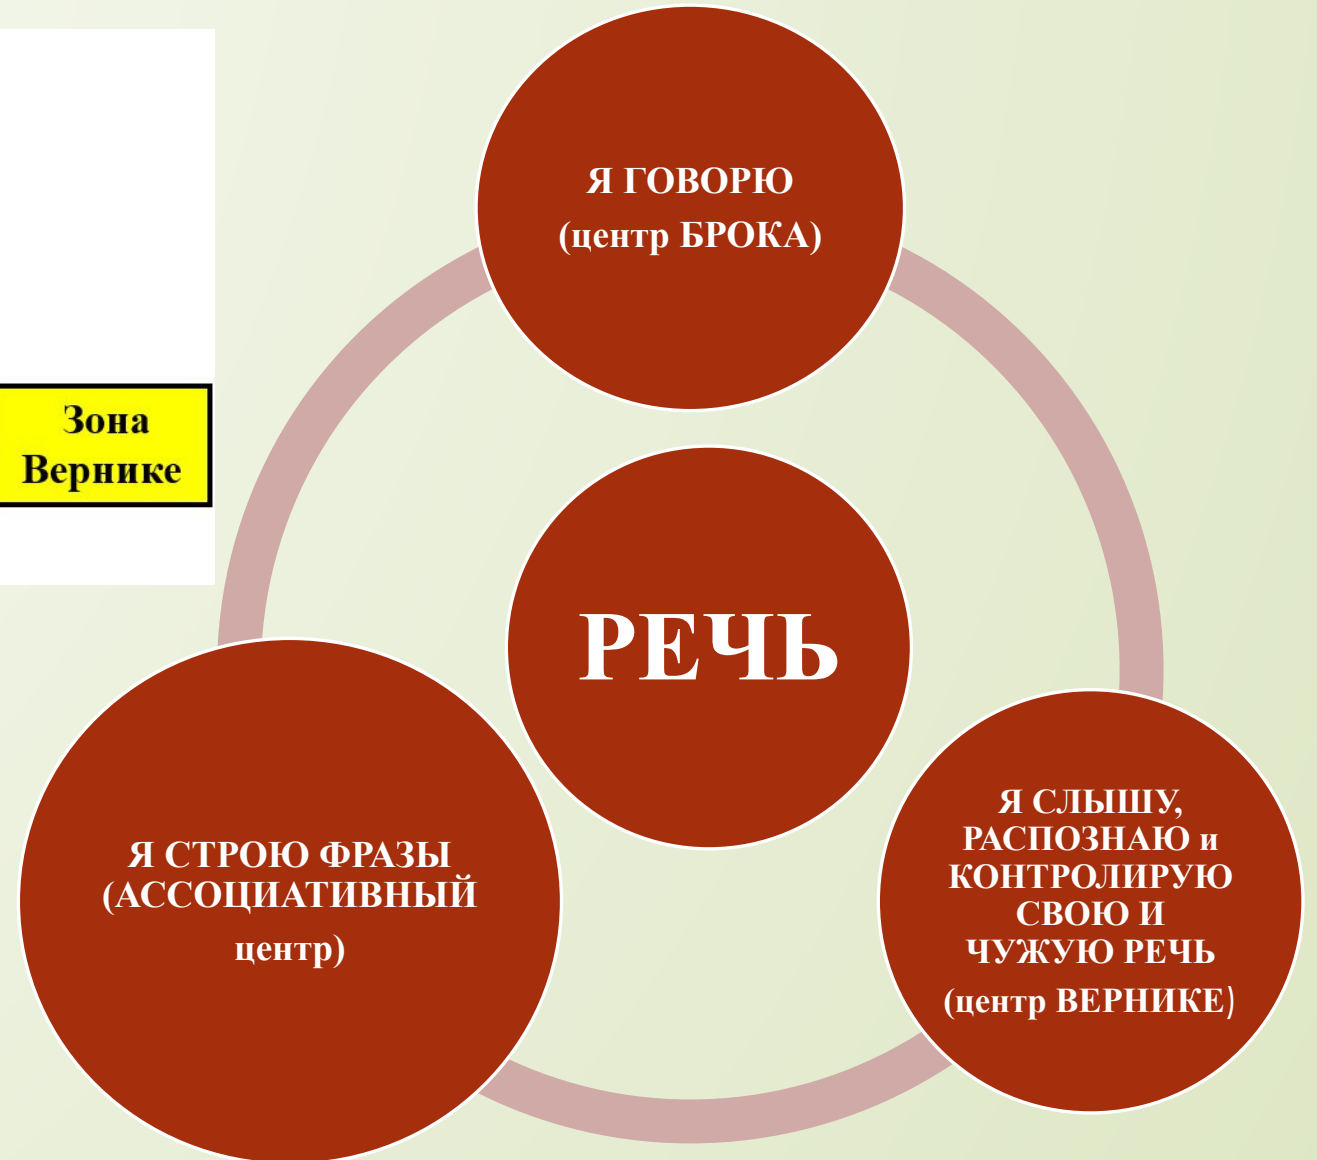 Я ГОВОРЮ
(центр БРОКА)
Зона
Вернике
РЕЧЬ
Я СТРОЮ ФРАЗЫ
(АССОЦИАТИВНЫЙ
центр)
Я СЛЫШУ,
РАСПОЗНАЮ и
КОНТРОЛИРУЮ
СВОЮ И
ЧУЖУЮ РЕЧЬ
(центр ВЕРНИКЕ)